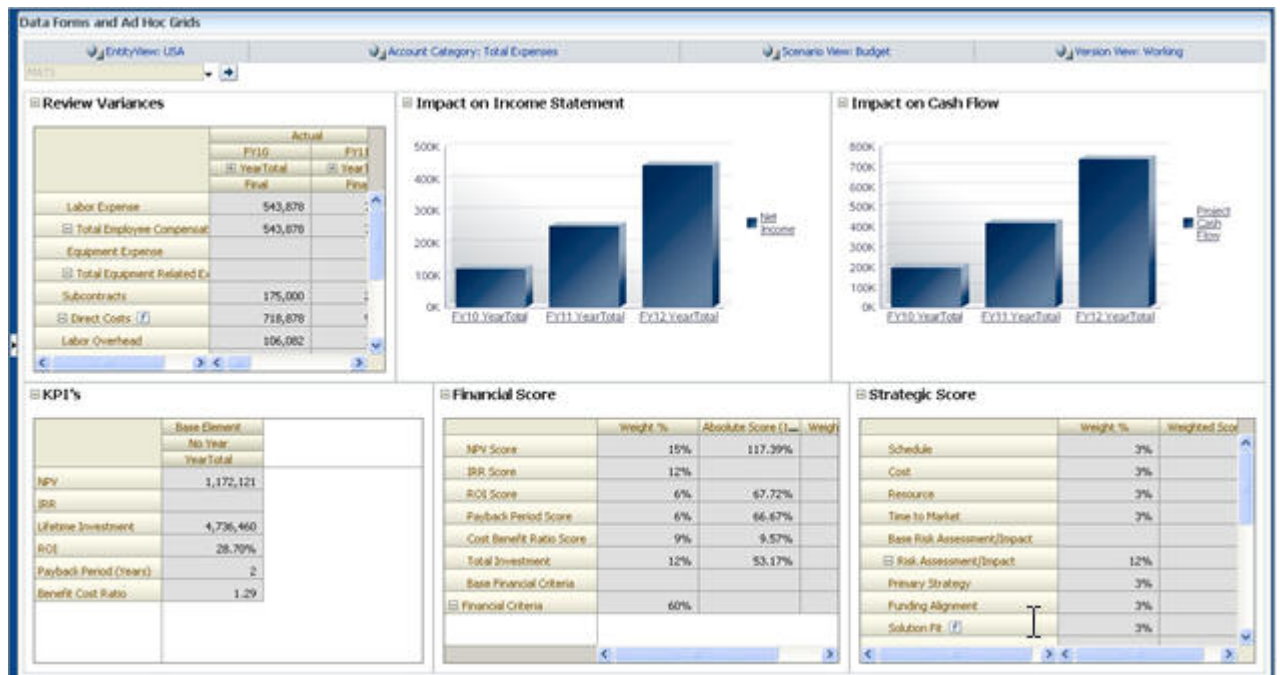 Data Forms and Ad Hoc Grids
EntityView: USA Account Category: Total Expenses Scenario View: Budget Version View: Working
Review Variances
Actual
FY10 FY11
YearTotal YearT
Final Final
Labor Expense 543,878
Total Employee Compensat 543,878
Equipment Expense
Total Equipment Related Ex
Subcontracts 175,000
Direct Costs 718,878
Labor Overhead 106,082
Impact on Income Statement
500K
400K
300K
200K
100K
0K
FY10 YearTotal FY11 YearTotal FY12 YearTotal
Net
Income
Impact on Cash Flow
800K
700K
600K
500K
400K
300K
200K
100K
0K
FY10 YearTotal FY11 YearTotal FY12 YearTotal
Project
Cash
Flow
KPI's
Base Element
No Year
YearTotal
NPV 1,172,121
IRR
Lifetime Investment 4,736,460
ROI 28.70%
Payback Period (Years) 2
Benefit Cost Ratio 1.29
Financial Score
Weight % Absolute Score (1... Weigh
NPV Score 15% 117.39%
IRR Score 12%
ROI Score 6% 67.72%
Payback Period Score 6% 66.67%
Cost Benefit Ratio Score 9% 9.57%
Total Investment 12% 53.17%
Base Financial Criteria
Financial Criteria 60%
Strategic Score
Weight % Weighted Scor
Schedule 3%
Cost 3%
Resource 3%
Time to Market 3%
Base Risk Assessment/Impact
Risk Assessment/Impact 12%
Primary Strategy 3%
Funding Alignment 3%
Solution Fit 3%